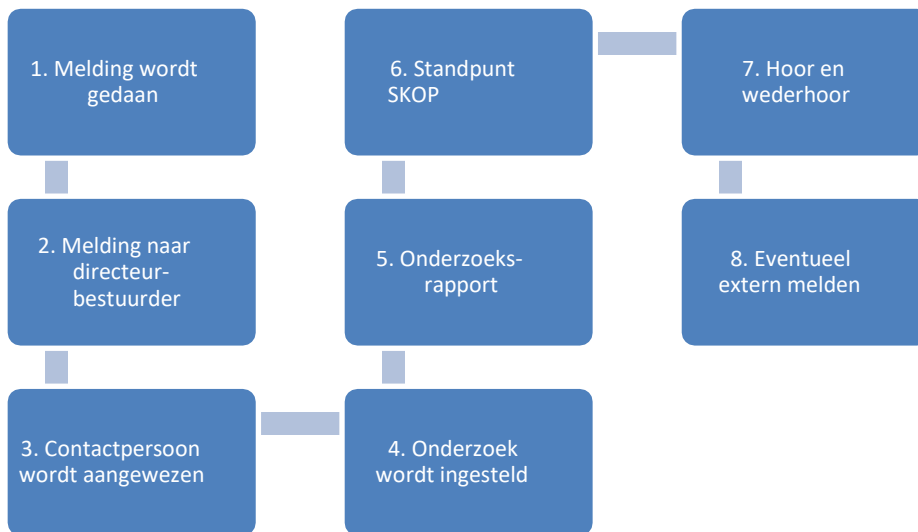 1. Melding wordt
gedaan
2. Melding naar
directeur-
bestuurder
3. Contactpersoon
wordt aangewezen
4. Onderzoek
wordt ingesteld
5. Onderzoeks-
rapport
6. Standpunt
SKOP
7. Hoor en
wederhoor
8. Eventueel
extern melden